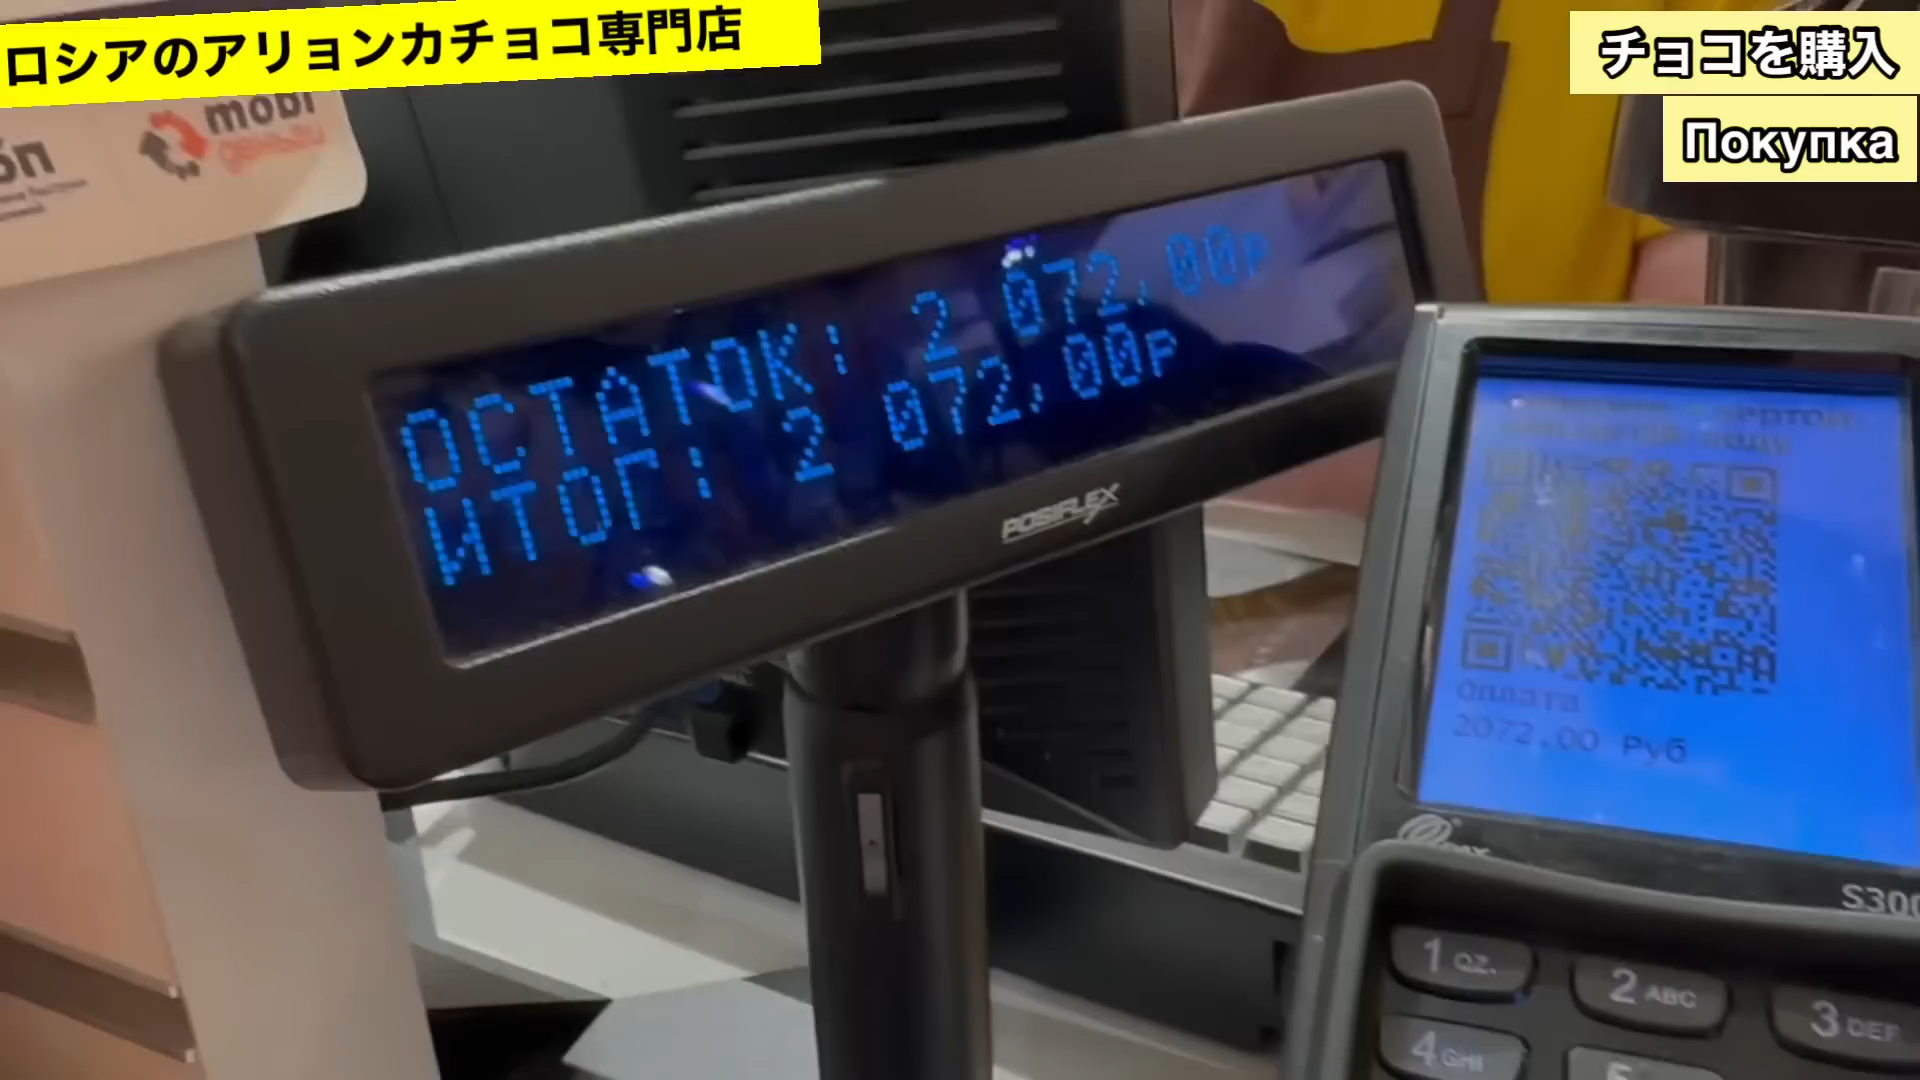 ロシアのアリョンカチョコ専門店
チョコを購入
Покупка
mobi
ОСТАТОК: 2 072,00Р
ИТОГ: 2 072,00Р
POSIFLEX
Оплата
2072.00 Руб
S300
1 QZ.
2 ABC
3 DEF
4 GHI